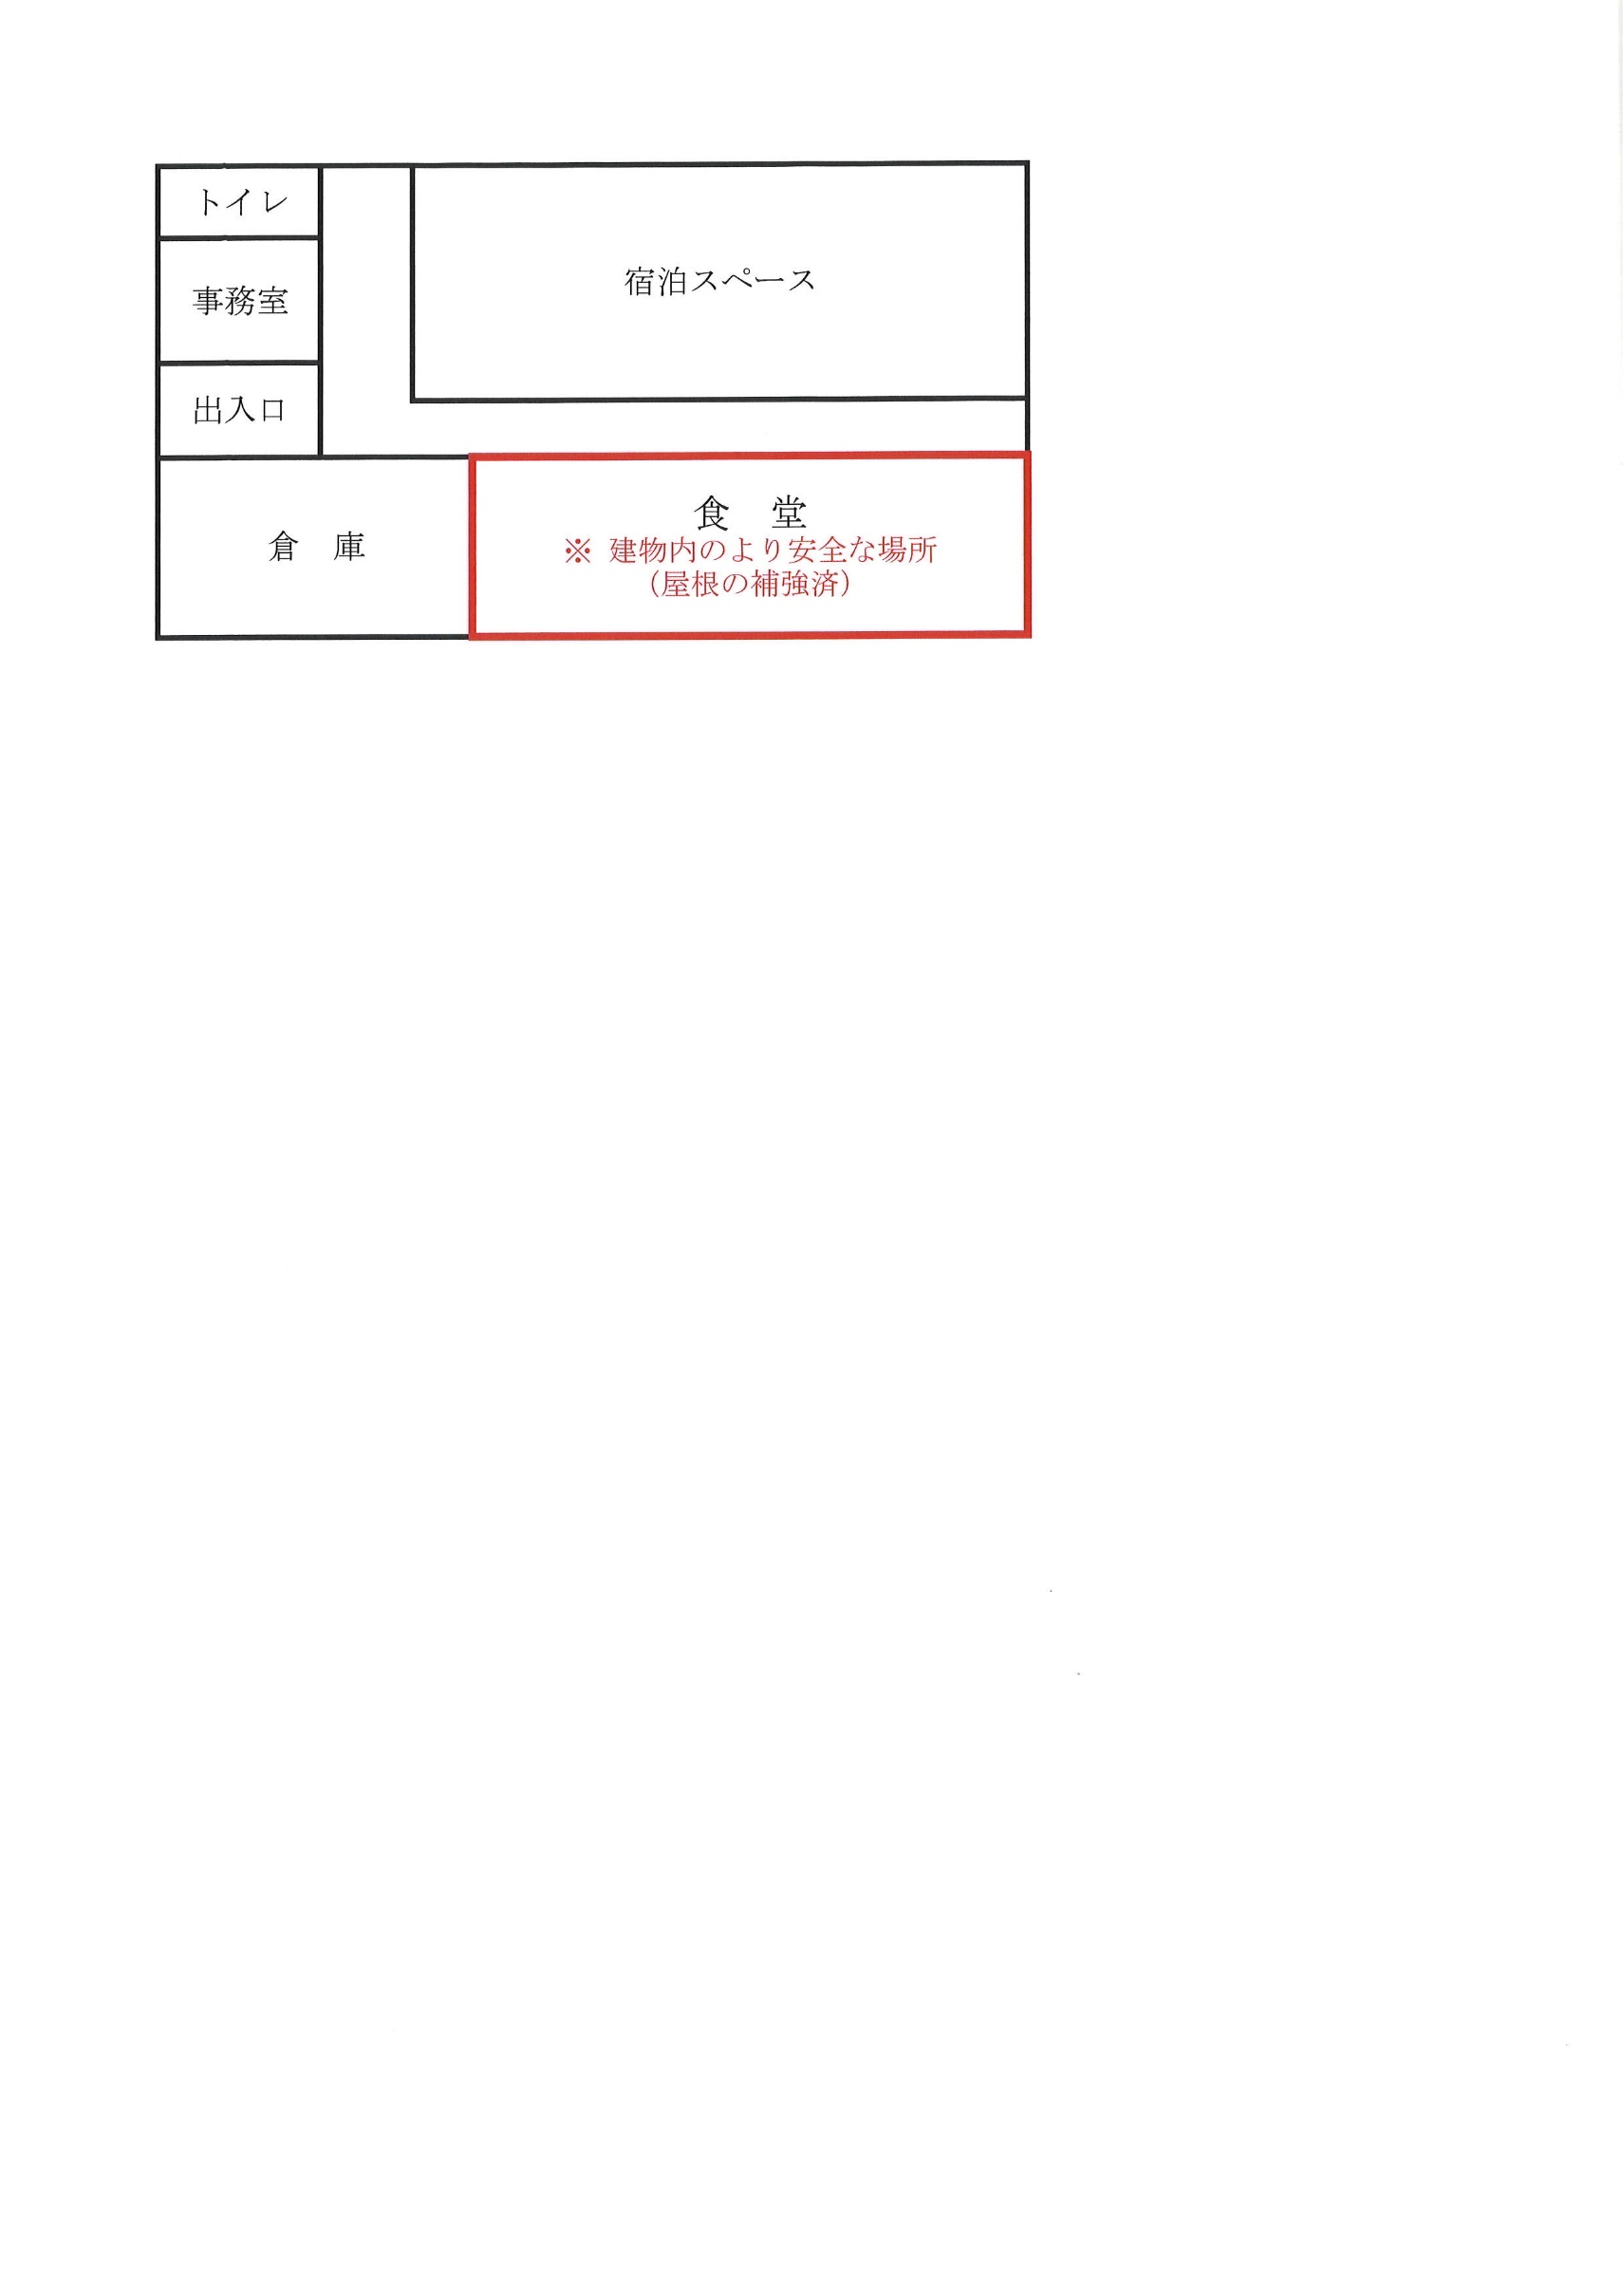 トイレ
事務室
出入口
宿泊スペース
倉　庫
食　堂
※ 建物内のより安全な場所
（屋根の補強済）